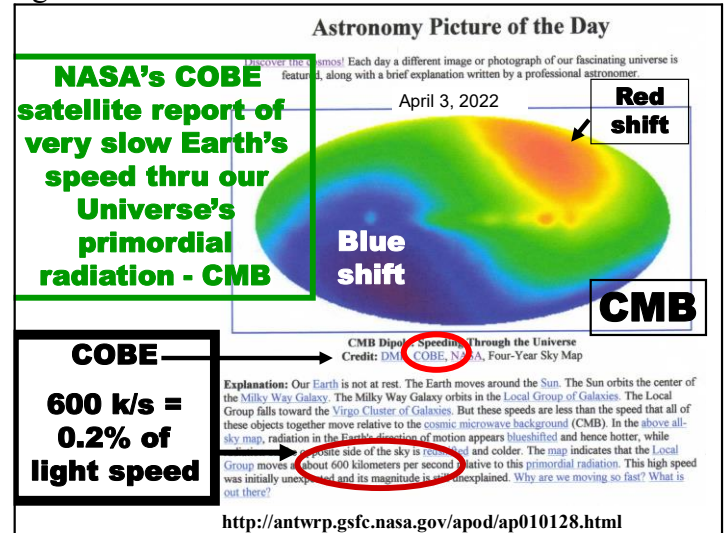 Astronomy Picture of the Day
Discover the cosmos! Each day a different image or photograph of our fascinating universe is
featured, along with a brief explanation written by a professional astronomer.
April 3, 2022
NASA's COBE
satellite report of
very slow Earth's
speed thru our
Universe's
primordial
radiation - CMB
Red
shift
Blue
shift
CMB
COBE
600 k/s =
0.2% of
light speed
CMB Dipole: Speeding Through the Universe
Credit: DMR, COBE, NASA, Four-Year Sky Map
Explanation: Our Earth is not at rest. The Earth moves around the Sun. The Sun orbits the center of
the Milky Way Galaxy. The Milky Way Galaxy orbits in the Local Group of Galaxies. The Local
Group falls toward the Virgo Cluster of Galaxies. But these speeds are less than the speed that all of
these objects together move relative to the cosmic microwave background (CMB). In the above all-
sky map, radiation in the Earth's direction of motion appears blueshifted and hence hotter, while
opposite side of the sky is redshifted and colder. The map indicates that the Local
Group moves at about 600 kilometers per second relative to this primordial radiation. This high speed
was initially unexpected and its magnitude is still unexplained. Why are we moving so fast? What is
out there?
http://antwrp.gsfc.nasa.gov/apod/ap010128.html